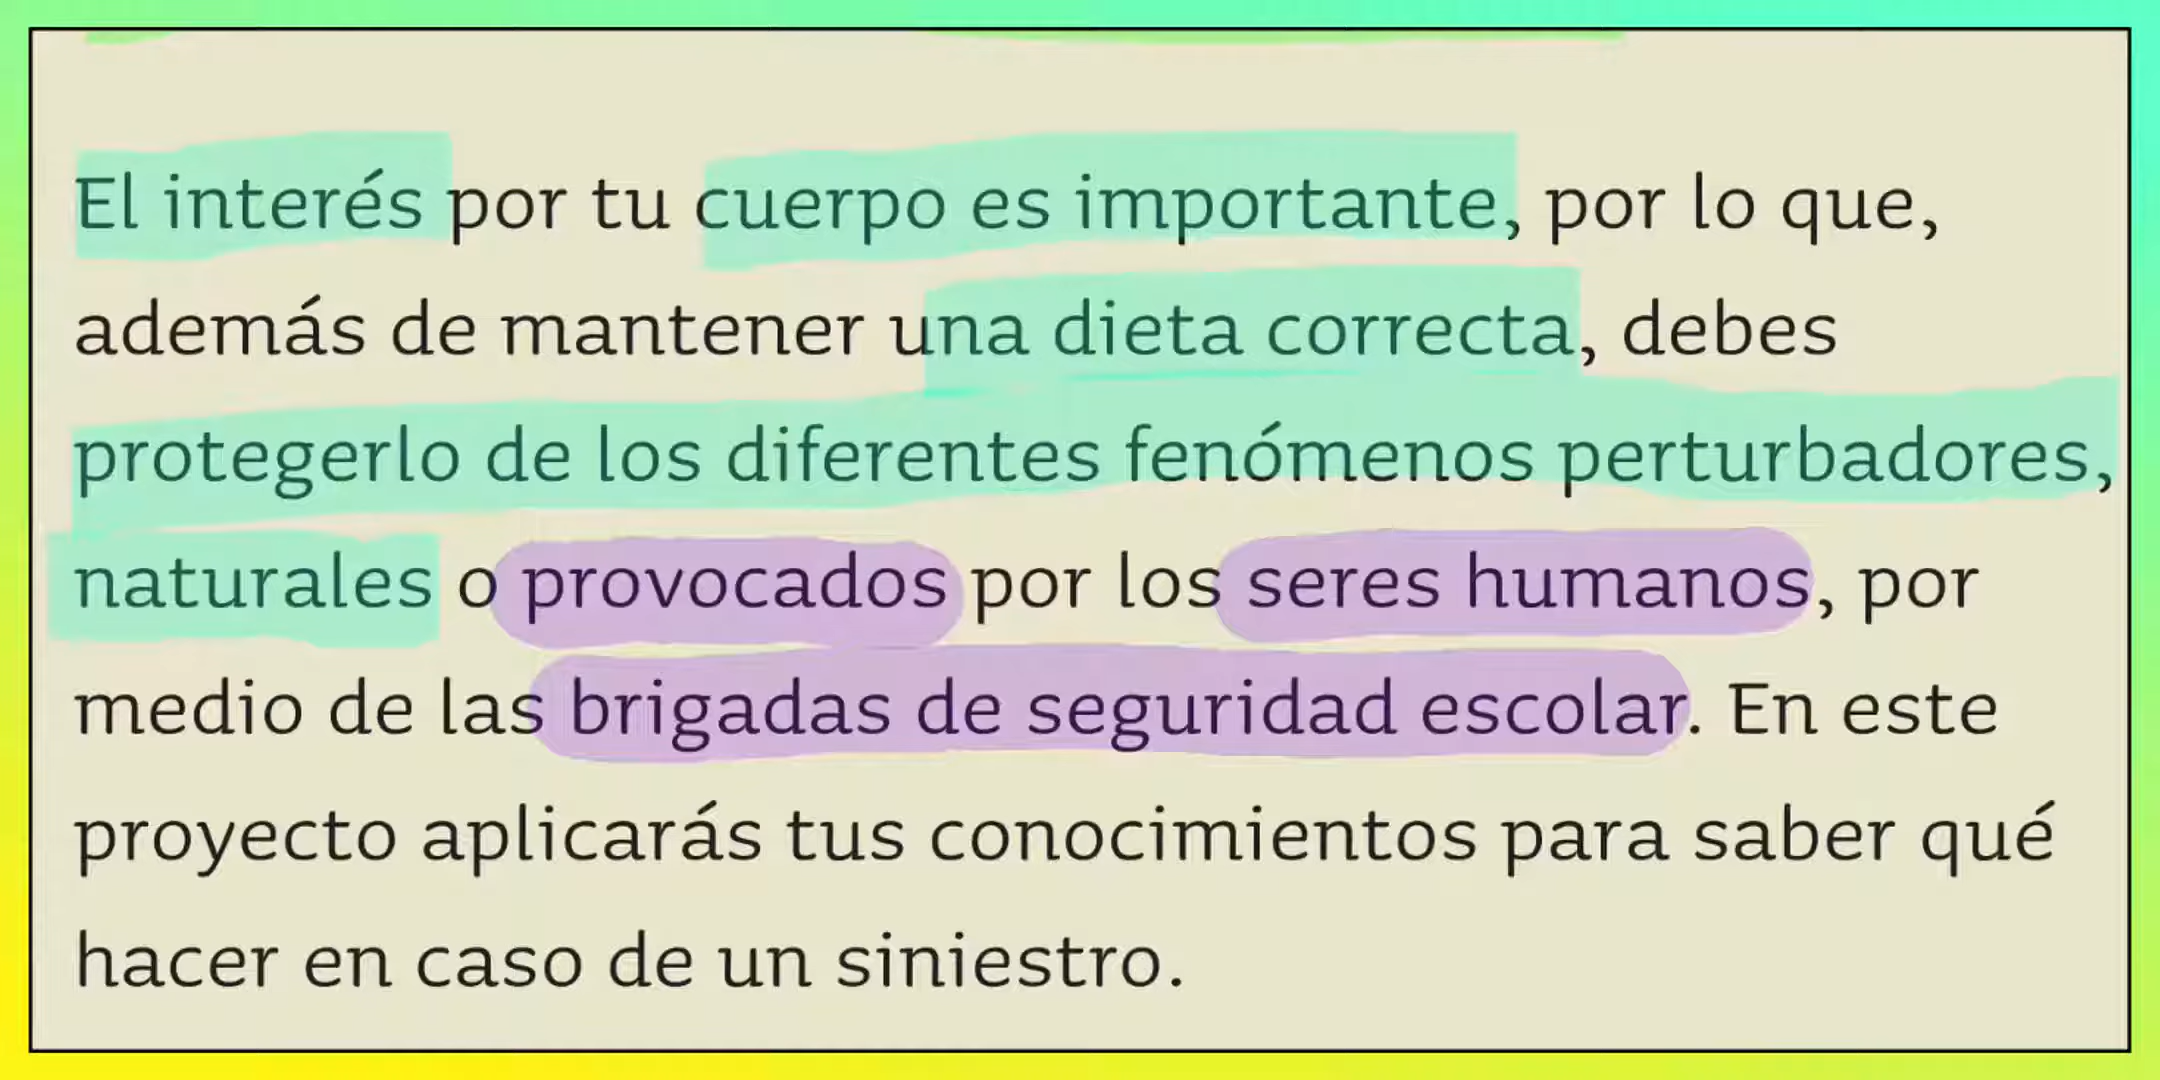 El interés por tu cuerpo es importante, por lo que,
además de mantener una dieta correcta, debes
protegerlo de los diferentes fenómenos perturbadores,
naturales o provocados por los seres humanos, por
medio de las brigadas de seguridad escolar. En este
proyecto aplicarás tus conocimientos para saber qué
hacer en caso de un siniestro.